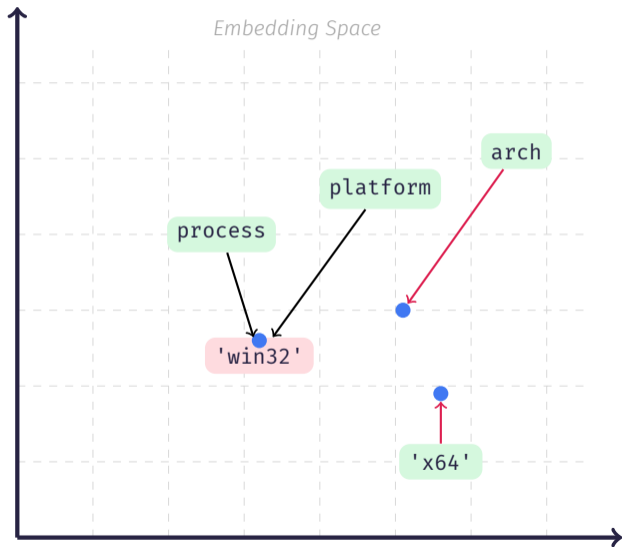 Embedding Space
arch
platform
process
'win32'
'x64'